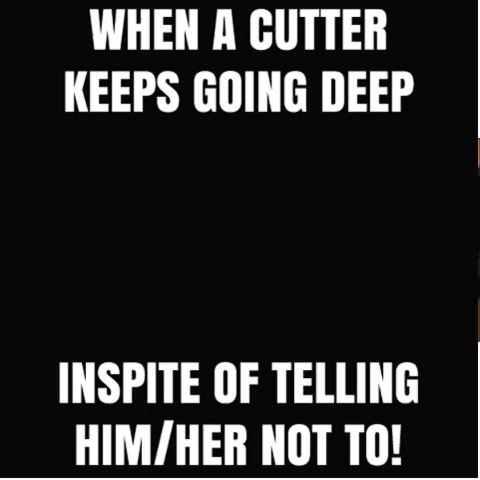 WHEN A CUTTER
KEEPS GOING DEEP
INSPITE OF TELLING
HIM/HER NOT TO!